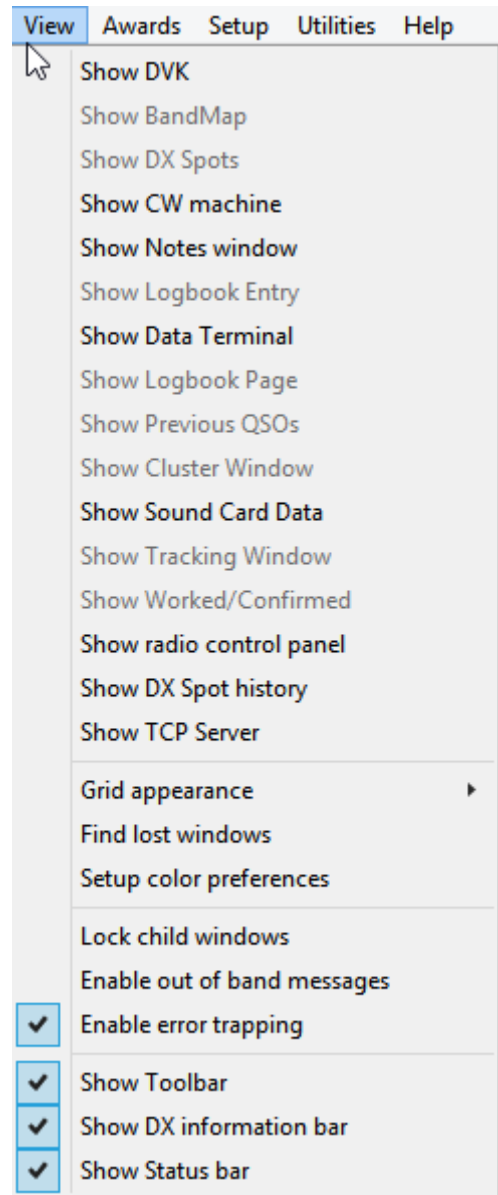 View Awards Setup Utilities Help
Show DVK
Show BandMap
Show DX Spots
Show CW machine
Show Notes window
Show Logbook Entry
Show Data Terminal
Show Logbook Page
Show Previous QSOs
Show Cluster Window
Show Sound Card Data
Show Tracking Window
Show Worked/Confirmed
Show radio control panel
Show DX Spot history
Show TCP Server
Grid appearance
Find lost windows
Setup color preferences
Lock child windows
Enable out of band messages
Enable error trapping
Show Toolbar
Show DX information bar
Show Status bar